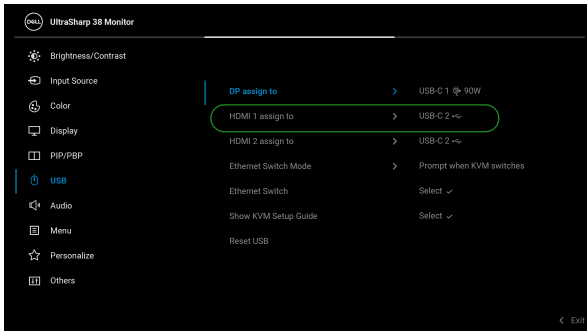 DELL UltraSharp 38 Monitor
Brightness/Contrast
Input Source
Color
Display
PIP/PBP
USB
Audio
Menu
Personalize
Others
DP assign to > USB-C 1 90W
HDMI 1 assign to > USB-C 2
HDMI 2 assign to > USB-C 2
Ethernet Switch Mode > Prompt when KVM switches
Ethernet Switch Select ✓
Show KVM Setup Guide Select ✓
Reset USB
< Exit